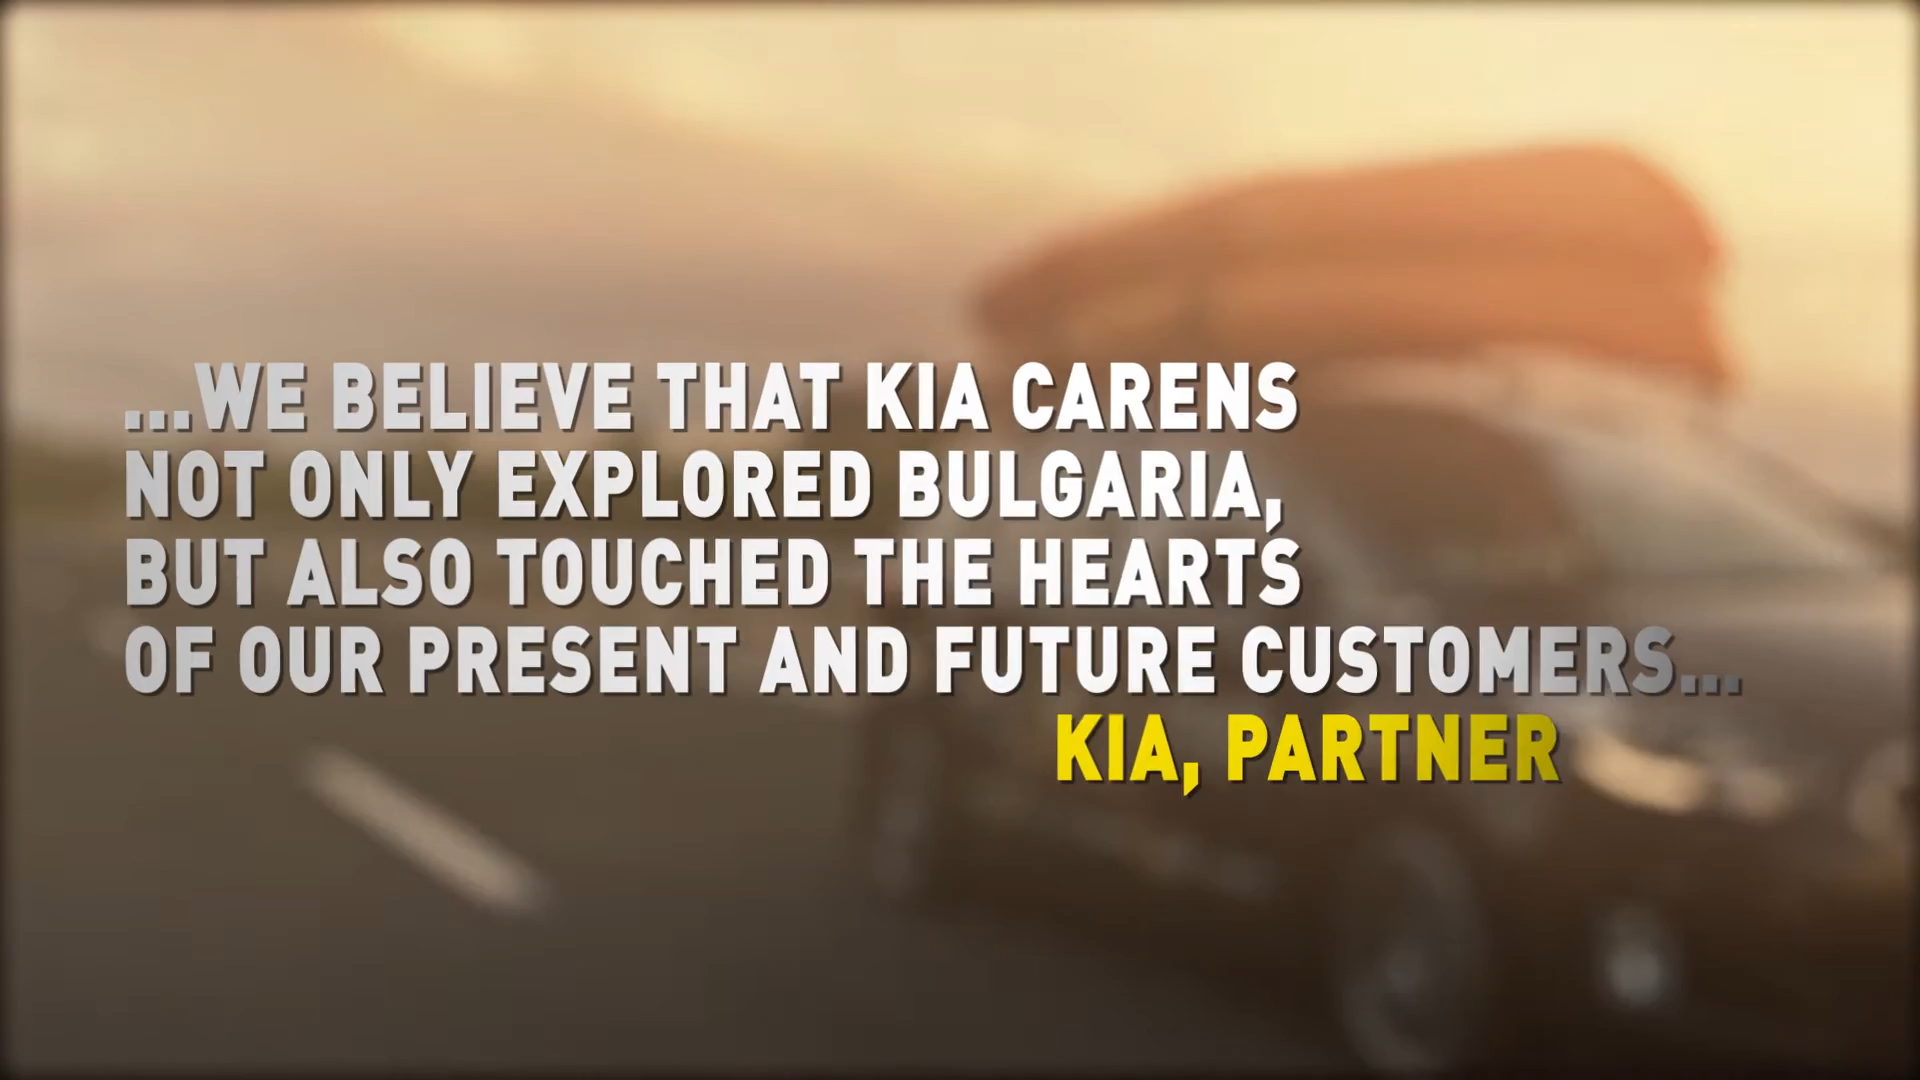 ...WE BELIEVE THAT KIA CARENS
NOT ONLY EXPLORED BULGARIA,
BUT ALSO TOUCHED THE HEARTS
OF OUR PRESENT AND FUTURE CUSTOMERS...
KIA, PARTNER